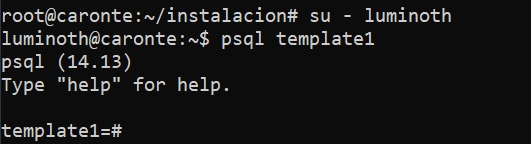 root@caronte:~/instalacion# su - luminoth
luminoth@caronte:~$ psql template1
psql (14.13)
Type "help" for help.
template1=#